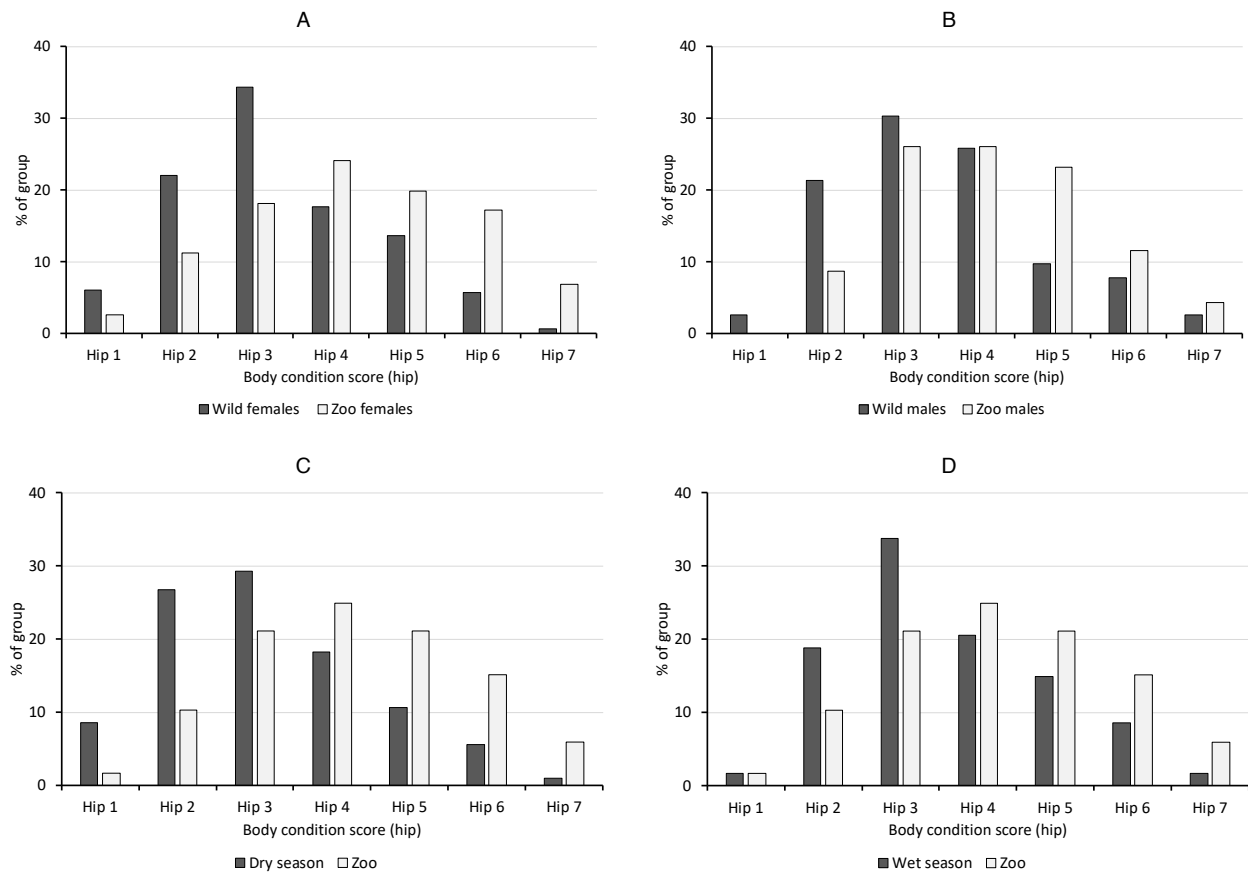 A
% of group
40
30
20
10
0
Hip 1 Hip 2 Hip 3 Hip 4 Hip 5 Hip 6 Hip 7
Body condition score (hip)
Wild females Zoo females
B
% of group
40
30
20
10
0
Hip 1 Hip 2 Hip 3 Hip 4 Hip 5 Hip 6 Hip 7
Body condition score (hip)
Wild males Zoo males
C
% of group
40
30
20
10
0
Hip 1 Hip 2 Hip 3 Hip 4 Hip 5 Hip 6 Hip 7
Body condition score (hip)
Dry season Zoo
D
% of group
40
30
20
10
0
Hip 1 Hip 2 Hip 3 Hip 4 Hip 5 Hip 6 Hip 7
Body condition score (hip)
Wet season Zoo